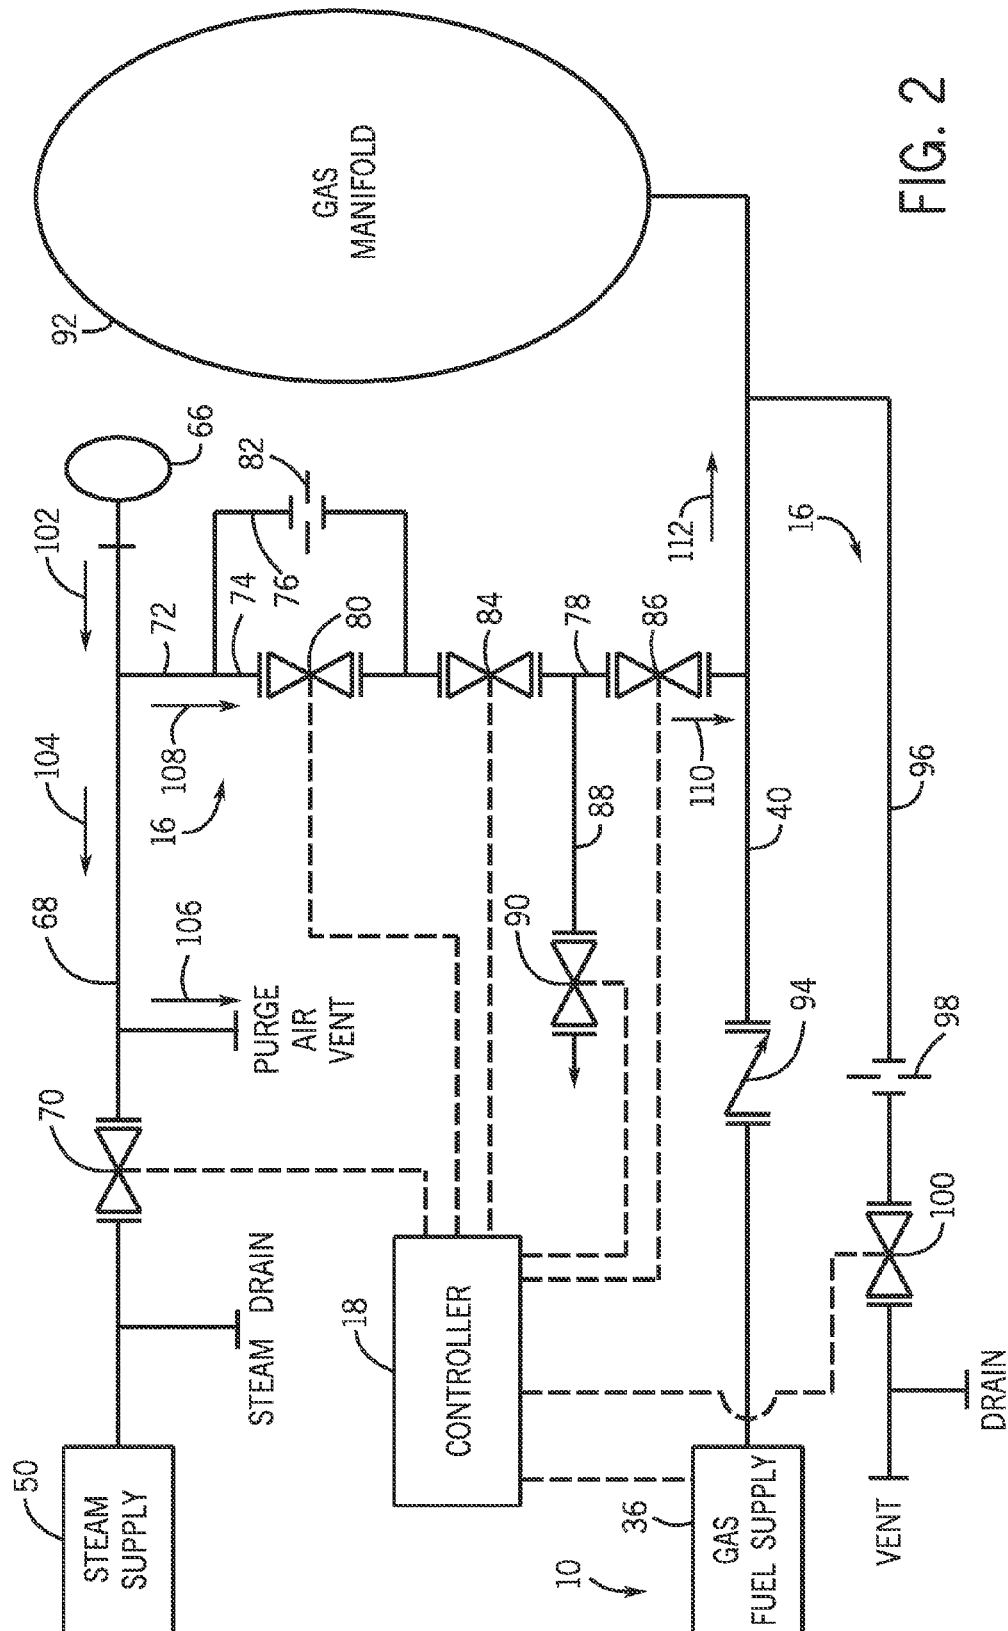 50
STEAM
SUPPLY
STEAM DRAIN
70
PURGE
AIR
VENT
106
68
104
102
66
108
16
72
74
76
82
80
84
78
86
88
90
110
112
92
GAS
MANIFOLD
18
CONTROLLER
10
36
GAS
FUEL SUPPLY
94
40
16
96
98
100
VENT
DRAIN
FIG. 2